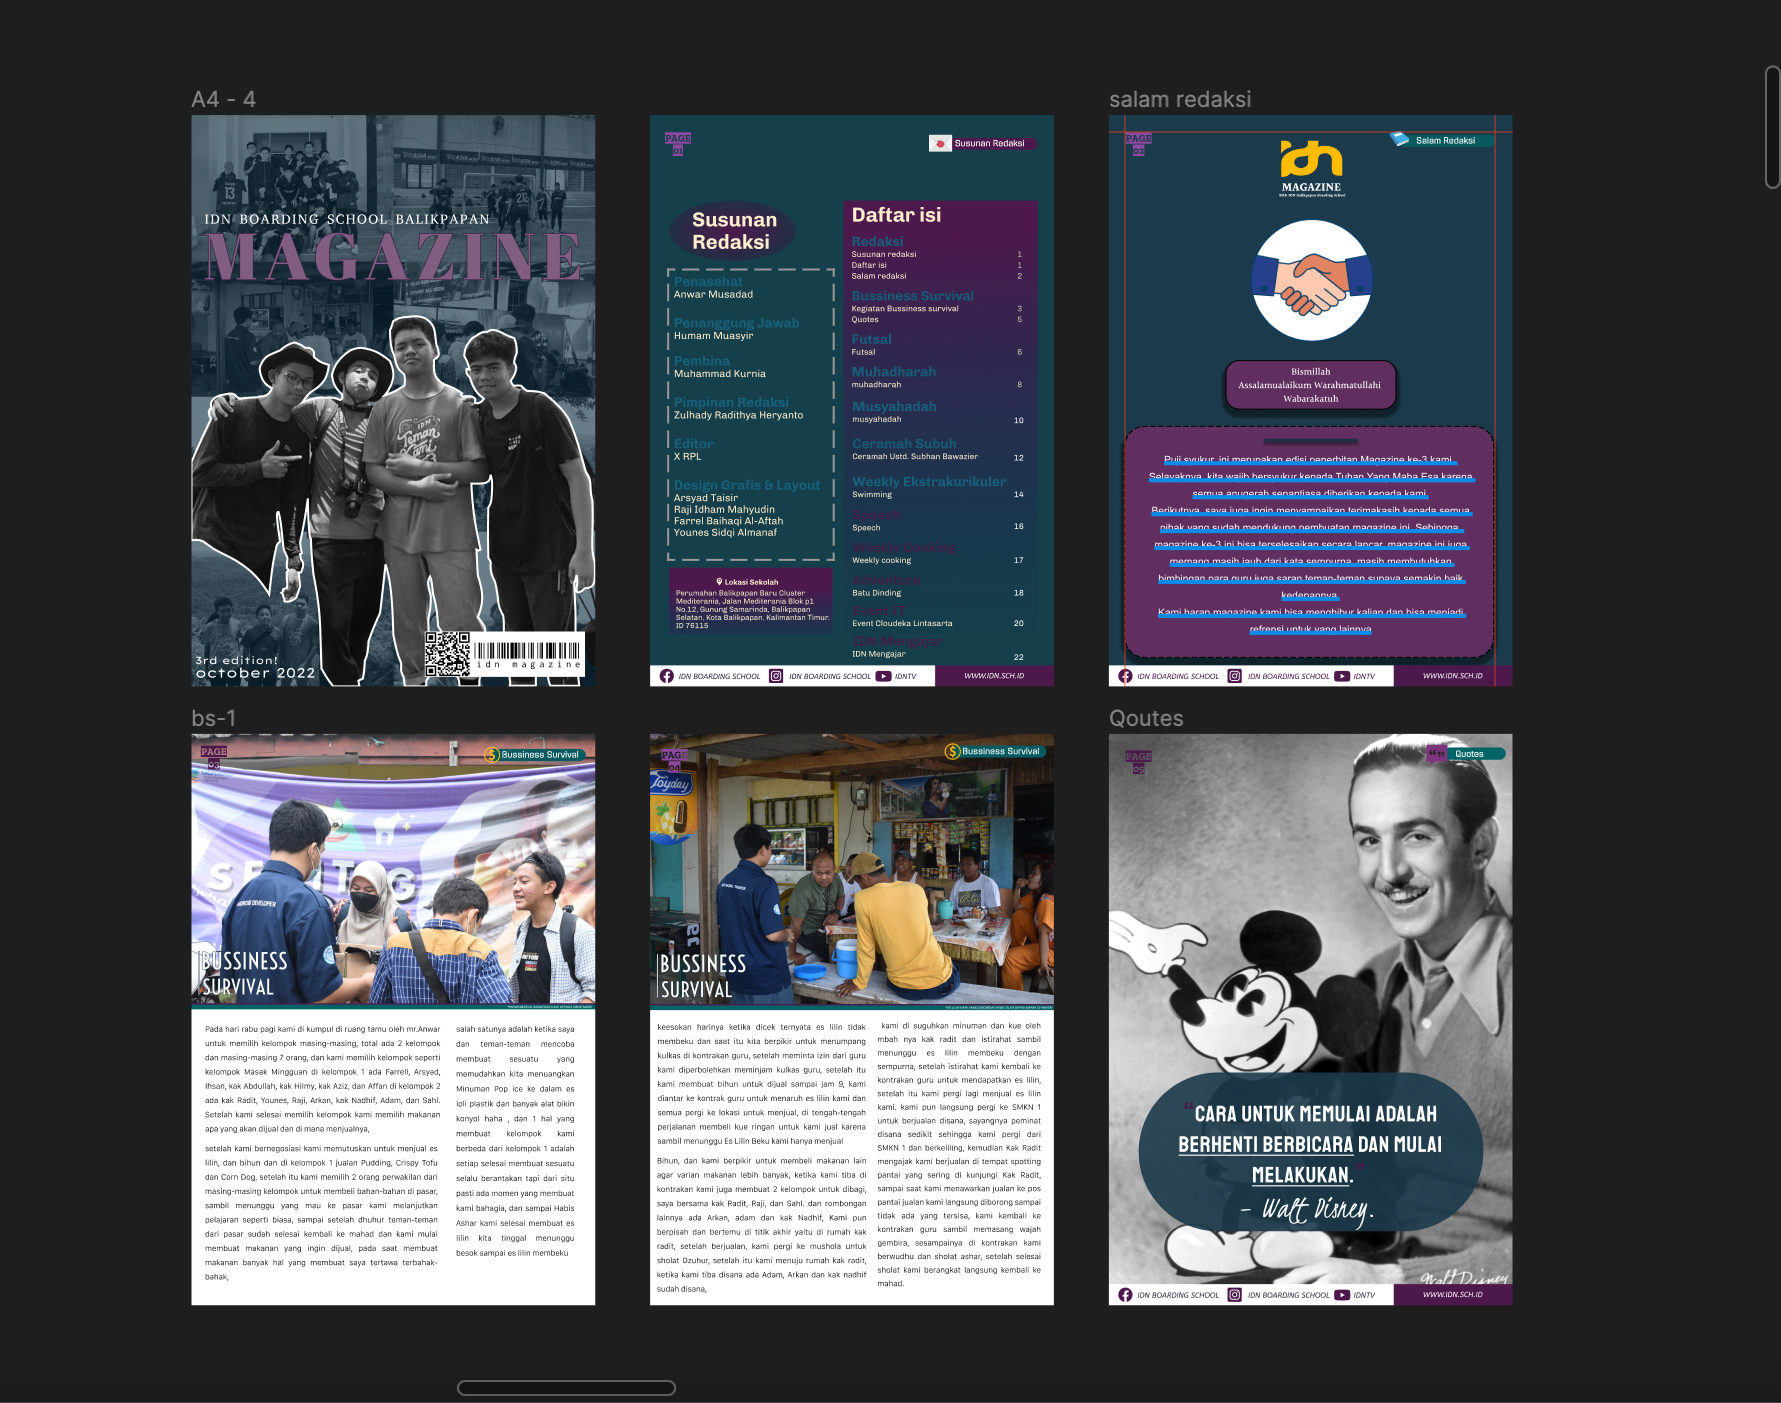 A4 - 4
IDN BOARDING SCHOOL BALIKPAPAN
MAGAZINE
3rd edition!
october 2022
idn magazine
PAGE
01
Susunan Redaksi
Susunan
Redaksi
Penasehat
Anwar Musadad
Penanggung Jawab
Humam Muasyir
Pembina
Muhammad Kurnia
Pimpinan Redaksi
Zulhady Radithya Heryanto
Editor
X RPL
Design Grafis & Layout
Arsyad Taisir
Raji Idham Mahyudin
Farrel Baihaqi Al-Aftah
Younes Sidqi Almanaf
Lokasi Sekolah
Perumahan Balikpapan Baru Cluster
Mediterania, Jalan Mediterania Blok p1
No.12, Gunung Samarinda, Balikpapan
Selatan, Kota Balikpapan, Kalimantan Timur.
ID 76115
Daftar isi
Redaksi
Susunan redaksi 1
Daftar isi 1
Salam redaksi 2
Bussiness Survival
Kegiatan Bussiness survival 3
Quotes 5
Futsal
Futsal 6
Muhadharah
muhadharah 8
Musyahadah
musyahadah 10
Ceramah Subuh
Ceramah Ustd. Subhan Bawazier 12
Weekly Ekstrakurikuler
Swimming 14
Speech
Speech 16
Weekly Cooking
Weekly cooking 17
Adventure
Batu Dinding 18
Event IT
Event Cloudeka Lintasarta 20
IDN Mengajar
IDN Mengajar 22
IDN BOARDING SCHOOL IDN BOARDING SCHOOL IDNTV WWW.IDN.SCH.ID
salam redaksi
PAGE
02
Salam Redaksi
idn
MAGAZINE
SMK IDN Balikpapan Boarding School
Bismillah
Assalamualaikum Warahmatullahi
Wabarakatuh
Puji syukur, ini merupakan edisi penerbitan Magazine ke-3 kami.
Selayaknya, kita wajib bersyukur kepada Tuhan Yang Maha Esa karena
semua anugerah senantiasa diberikan kepada kami.
Berikutnya, saya juga ingin menyampaikan terimakasih kepada semua
pihak yang sudah mendukung pembuatan magazine ini. Sehingga
magazine ke-3 ini bisa terselesaikan secara lancar, magazine ini juga
memang masih jauh dari kata sempurna, masih membutuhkan
bimbingan para guru juga saran teman-teman supaya semakin baik
kedepannya.
Kami harap magazine kami bisa menghibur kalian dan bisa menjadi
refrensi untuk yang lainnya.
IDN BOARDING SCHOOL IDN BOARDING SCHOOL IDNTV WWW.IDN.SCH.ID
bs-1
PAGE
03
Bussiness Survival
BUSSINESS
SURVIVAL
Pada hari rabu pagi kami di kumpul di ruang tamu oleh mr.Anwar
untuk memilih kelompok masing-masing, total ada 2 kelompok
dan masing-masing 7 orang, dan kami memilih kelompok seperti
kelompok Masak Mingguan di kelompok 1 ada Farrell, Arsyad,
Ihsan, kak Abdullah, kak Hilmy, kak Aziz, dan Affan di kelompok 2
ada kak Radit, Younes, Raji, Arkan, kak Nadhif, Adam, dan Sahl.
Setelah kami selesai memilih kelompok kami memilih makanan
apa yang akan dijual dan di mana menjualnya,
setelah kami bernegosiasi kami memutuskan untuk menjual es
lilin, dan bihun dan di kelompok 1 jualan Pudding, Crispy Tofu
dan Corn Dog, setelah itu kami memilih 2 orang perwakilan dari
masing-masing kelompok untuk membeli bahan-bahan di pasar,
sambil menunggu yang mau ke pasar kami melanjutkan
pelajaran seperti biasa, sampai setelah dhuhur teman-teman
dari pasar sudah selesai kembali ke mahad dan kami mulai
membuat makanan yang ingin dijual, pada saat membuat
makanan banyak hal yang membuat saya tertawa terbahak-
bahak,
salah satunya adalah ketika saya
dan teman-teman mencoba
membuat sesuatu yang
memudahkan kita menuangkan
Minuman Pop ice ke dalam es
loli plastik dan banyak alat bikin
konyol haha , dan 1 hal yang
membuat kelompok kami
berbeda dari kelompok 1 adalah
setiap selesai membuat sesuatu
selalu berantakan tapi dari situ
pasti ada momen yang membuat
kami bahagia, dan sampai Habis
Ashar kami selesai membuat es
lilin kita tinggal menunggu
besok sampai es lilin membeku
PAGE
04
Bussiness Survival
Joyday
BUSSINESS
SURVIVAL
keesokan harinya ketika dicek ternyata es lilin tidak
membeku dan saat itu kita berpikir untuk menumpang
kulkas di kontrakan guru, setelah meminta izin dari guru
kami diperbolehkan meminjam kulkas guru, setelah itu
kami membuat bihun untuk dijual sampai jam 9, kami
diantar ke kontrak guru untuk menaruh es lilin kami dan
semua pergi ke lokasi untuk menjual, di tengah-tengah
perjalanan membeli kue ringan untuk kami jual karena
sambil menunggu Es Lilin Beku kami hanya menjual
Bihun, dan kami berpikir untuk membeli makanan lain
agar varian makanan lebih banyak, ketika kami tiba di
kontrakan kami juga membuat 2 kelompok untuk dibagi,
saya bersama kak Radit, Raji, dan Sahl. dan rombongan
lainnya ada Arkan, adam dan kak Nadhif, Kami pun
berpisah dan bertemu di titik akhir yaitu di rumah kak
radit, setelah berjualan, kami pergi ke mushola untuk
sholat Dzuhur, setelah itu kami menuju rumah kak radit,
ketika kami tiba disana ada Adam, Arkan dan kak nadhif
sudah disana,
kami di suguhkan minuman dan kue oleh
mbah nya kak radit dan istirahat sambil
menunggu es lilin membeku dengan
sempurna, setelah istirahat kami kembali ke
kontrakan guru untuk mendapatkan es lilin,
setelah itu kami pergi lagi menjual es lilin
kami. kami pun langsung pergi ke SMKN 1
untuk berjualan disana, sayangnya peminat
disana sedikit sehingga kami pergi dari
SMKN 1 dan berkeliling, kemudian Kak Radit
mengajak kami berjualan di tempat spotting
pantai yang sering di kunjungi Kak Radit,
sampai saat kami menawarkan jualan ke pos
pantai jualan kami langsung diborong sampai
tidak ada yang tersisa, kami kembali ke
kontrakan guru sambil memasang wajah
gembira, sesampainya di kontrakan kami
berwudhu dan sholat ashar, setelah selesai
sholat kami berangkat langsung kembali ke
mahad.
Qoutes
PAGE
05
Quotes
“CARA UNTUK MEMULAI ADALAH
BERHENTI BERBICARA DAN MULAI
MELAKUKAN.”
– Walt Disney.
Walt Disney
IDN BOARDING SCHOOL IDN BOARDING SCHOOL IDNTV WWW.IDN.SCH.ID